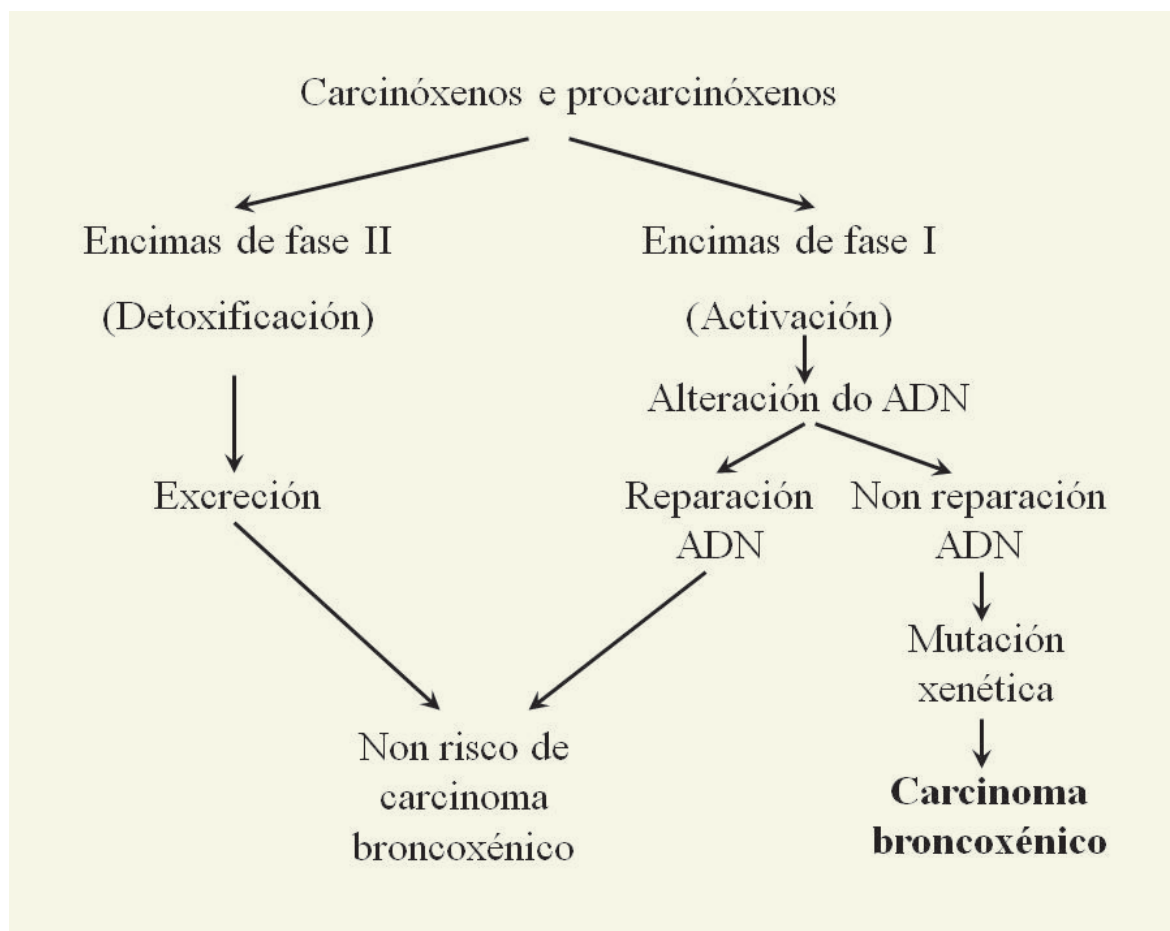 Carcinóxenos e procarcinóxenos
Encimas de fase II
(Detoxificación)
Excreción
Encimas de fase I
(Activación)
Alteración do ADN
Reparación
ADN
Non reparación
ADN
Mutación
xenética
Non risco de
carcinoma
broncoxénico
Carcinoma
broncoxénico